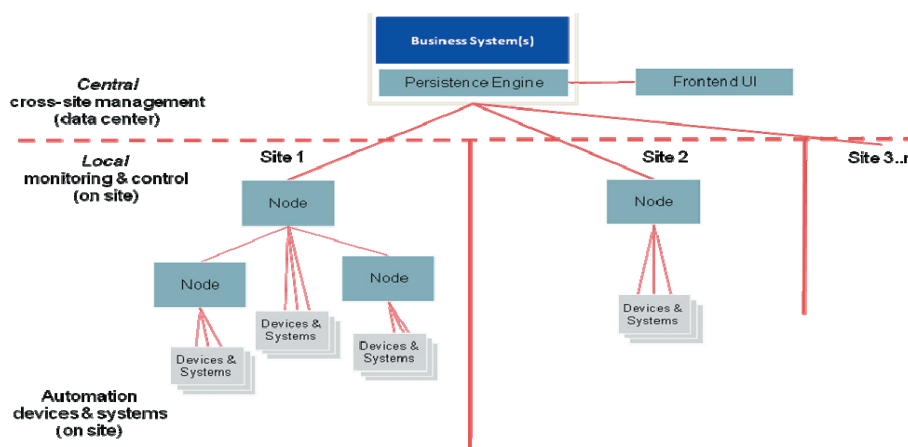 Business System(s)
Persistence Engine
Frontend UI
Central
cross-site management
(data center)
Local
monitoring & control
(on site)
Site 1
Site 2
Site 3..n
Node
Node
Node
Node
Devices &
Systems
Devices &
Systems
Devices &
Systems
Devices &
Systems
Automation
devices & systems
(on site)